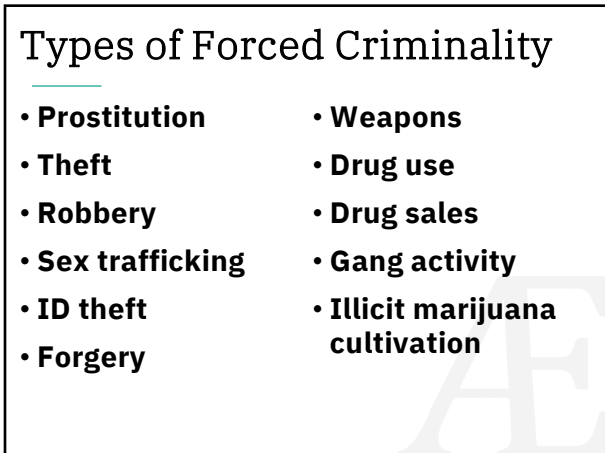 Types of Forced Criminality
• Prostitution
• Theft
• Robbery
• Sex trafficking
• ID theft
• Forgery
• Weapons
• Drug use
• Drug sales
• Gang activity
• Illicit marijuana
cultivation
Æ